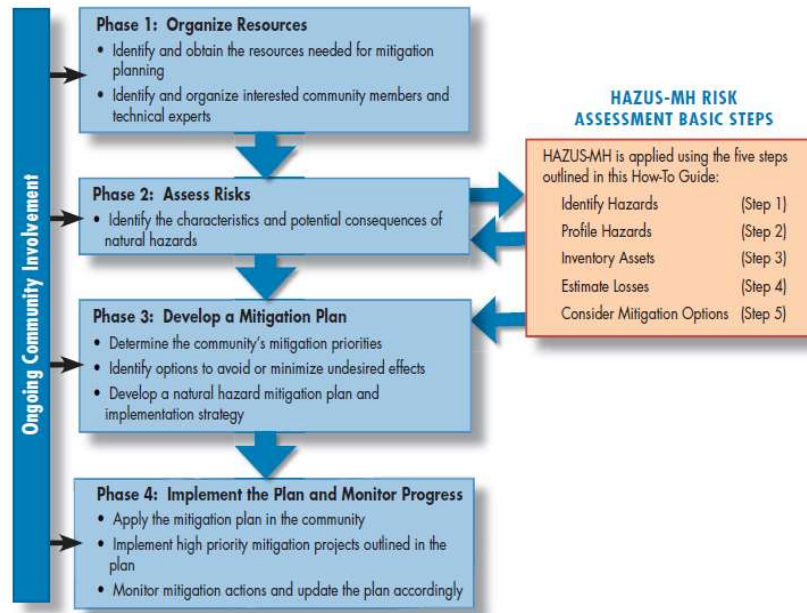 Ongoing Community Involvement
Phase 1: Organize Resources
• Identify and obtain the resources needed for mitigation
planning
• Identify and organize interested community members and
technical experts
Phase 2: Assess Risks
• Identify the characteristics and potential consequences of
natural hazards
Phase 3: Develop a Mitigation Plan
• Determine the community's mitigation priorities
• Identify options to avoid or minimize undesired effects
• Develop a natural hazard mitigation plan and
implementation strategy
Phase 4: Implement the Plan and Monitor Progress
• Apply the mitigation plan in the community
• Implement high priority mitigation projects outlined in the
plan
• Monitor mitigation actions and update the plan accordingly
HAZUS-MH RISK
ASSESSMENT BASIC STEPS
HAZUS-MH is applied using the five steps
outlined in this How-To Guide:
Identify Hazards (Step 1)
Profile Hazards (Step 2)
Inventory Assets (Step 3)
Estimate Losses (Step 4)
Consider Mitigation Options (Step 5)